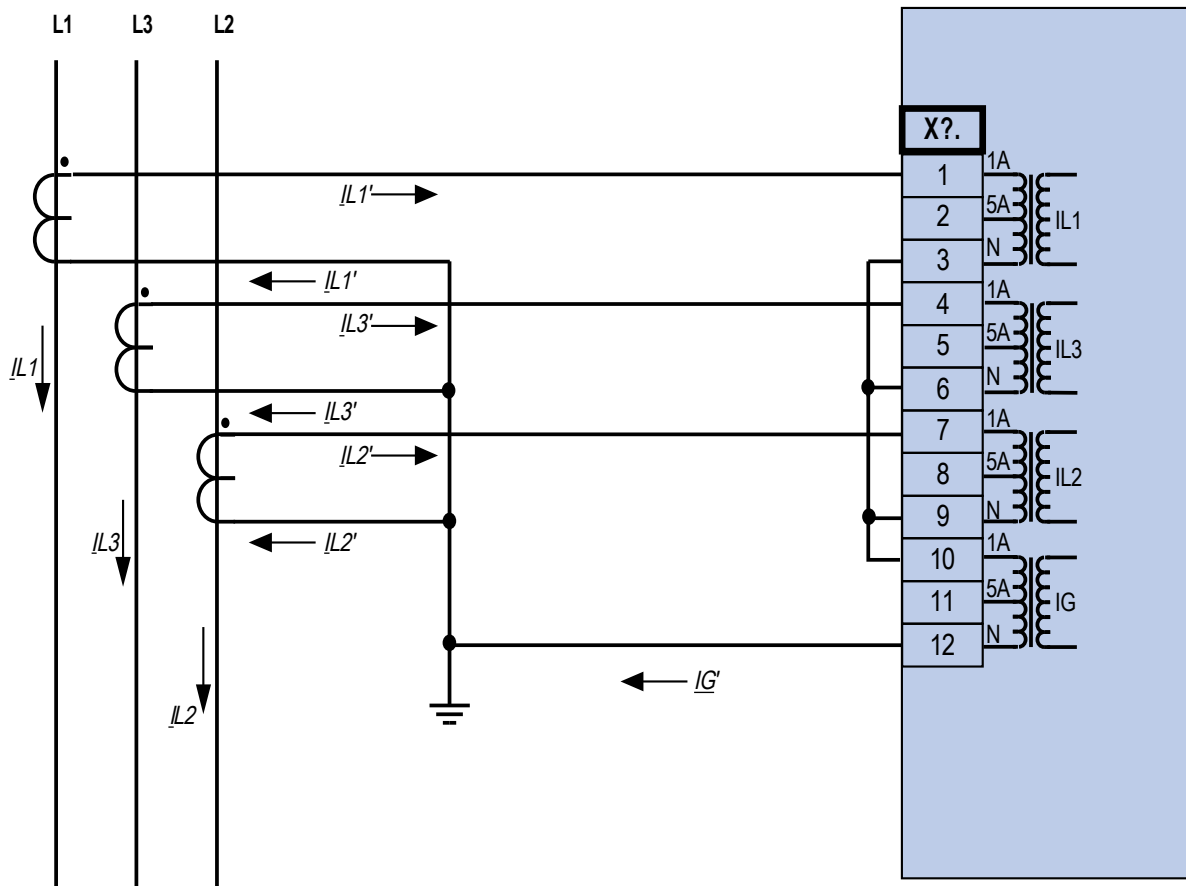 L1 L3 L2
X?.
1 1A
IL1'
2 5A IL1
3 N
IL1'
4 1A
IL3'
5 5A IL3
IL1
6 N
IL3'
7 1A
IL2'
8 5A IL2
9 N
IL3
IL2'
10 1A
11 5A IG
12 N
IG'
IL2